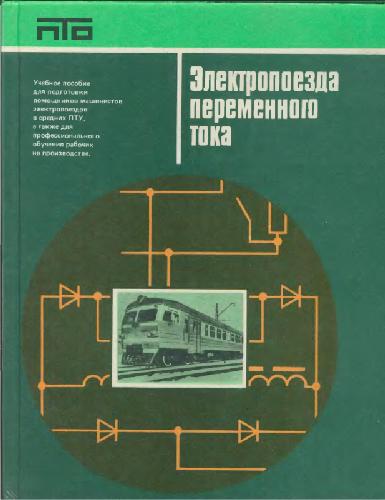 пто
Учебное пособие
для подготовки
помощников машинистов
электропоездов
в средних ПТУ,
а также для
профессионального
обучения рабочих
на производстве.
Электропоезда
переменного
тока